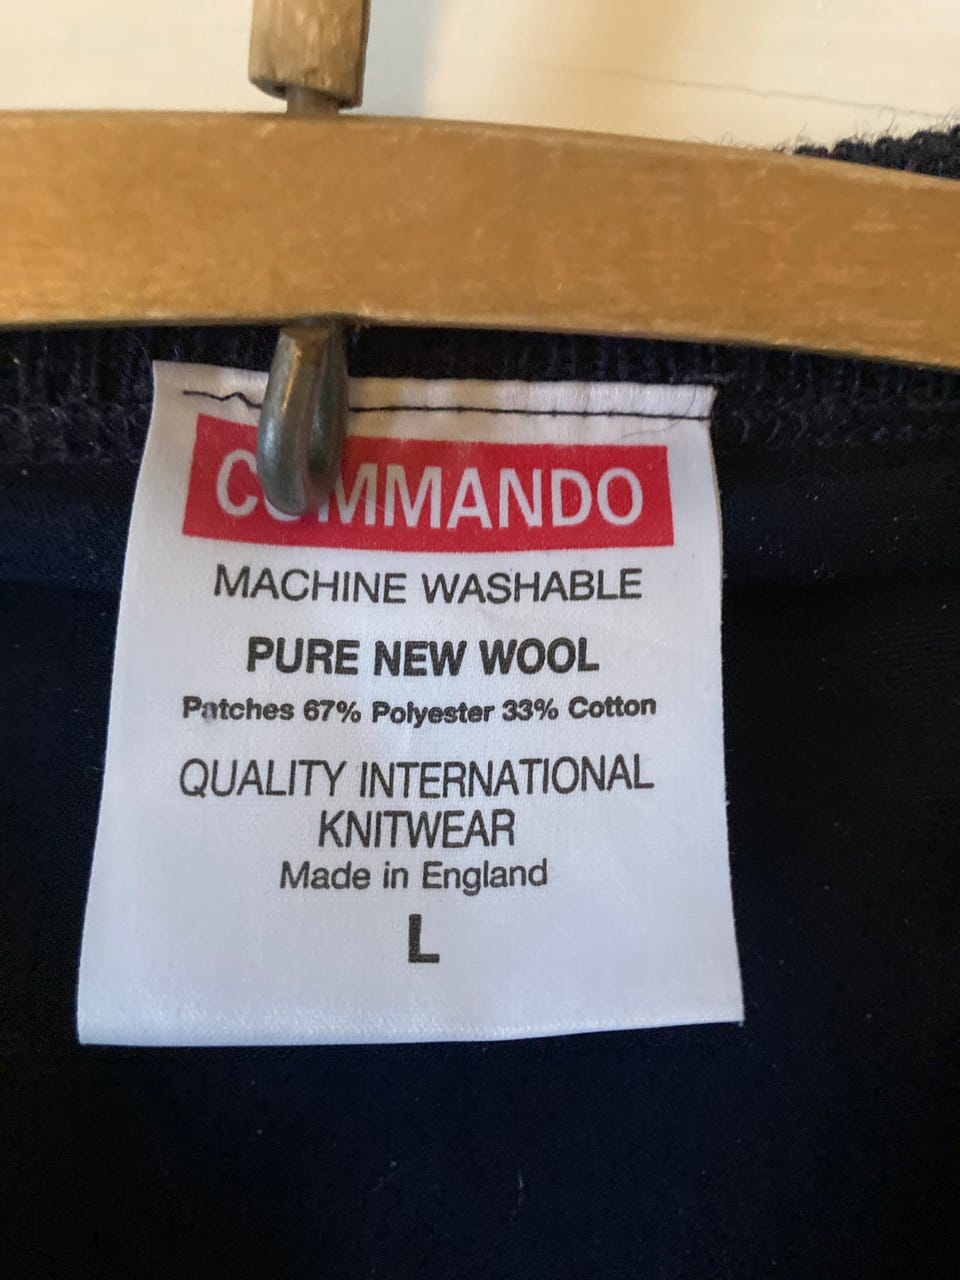 COMMANDO
MACHINE WASHABLE
PURE NEW WOOL
Patches 67% Polyester 33% Cotton
QUALITY INTERNATIONAL
KNITWEAR
Made in England
L